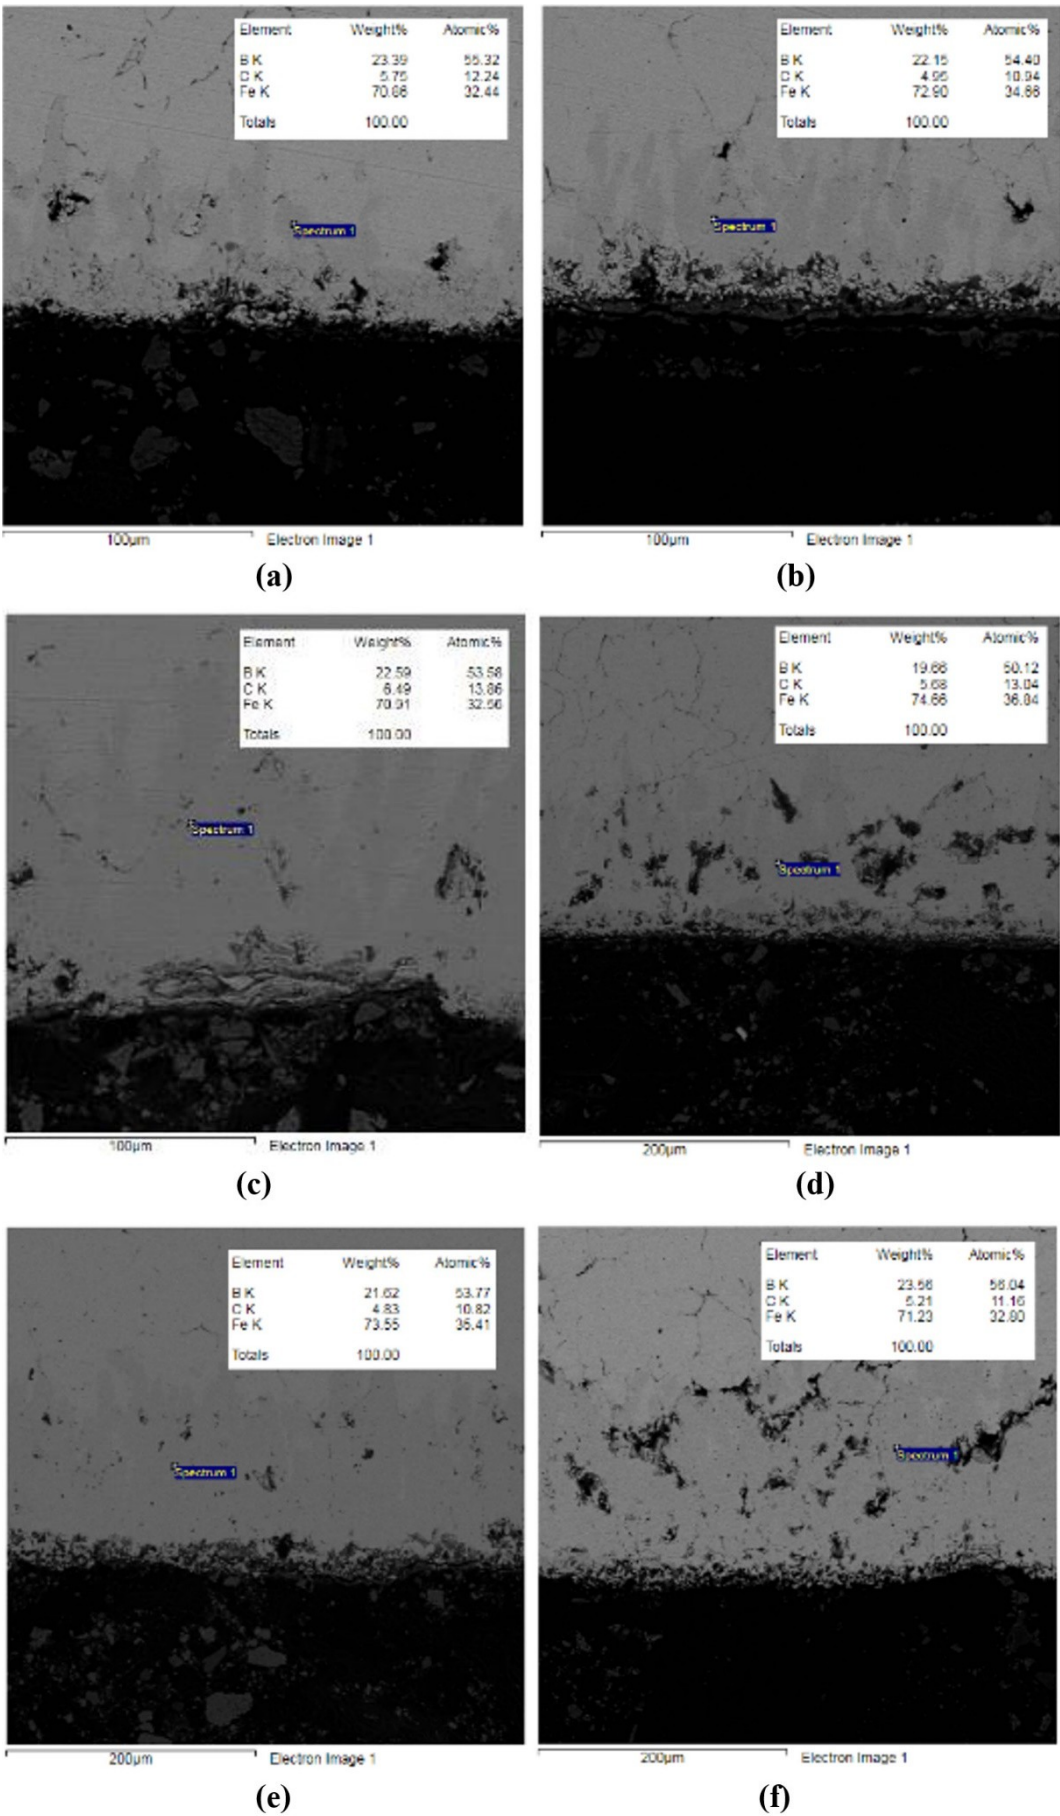 Element Weight% Atomic%
B K 23.39 55.32
C K 5.75 12.24
Fe K 70.86 32.44
Totals 100.00
Spectrum 1
100µm Electron Image 1
(a)
Element Weight% Atomic%
B K 22.15 54.40
C K 4.95 10.94
Fe K 72.90 34.66
Totals 100.00
Spectrum 1
100µm Electron Image 1
(b)
Element Weight% Atomic%
B K 22.59 53.58
C K 6.49 13.86
Fe K 70.91 32.56
Totals 100.00
Spectrum 1
100µm Electron Image 1
(c)
Element Weight% Atomic%
B K 19.66 50.12
C K 5.68 13.04
Fe K 74.66 36.84
Totals 100.00
Spectrum 1
200µm Electron Image 1
(d)
Element Weight% Atomic%
B K 21.62 53.77
C K 4.83 10.82
Fe K 73.55 35.41
Totals 100.00
Spectrum 1
200µm Electron Image 1
(e)
Element Weight% Atomic%
B K 23.56 56.04
C K 5.21 11.16
Fe K 71.23 32.80
Totals 100.00
Spectrum 1
200µm Electron Image 1
(f)